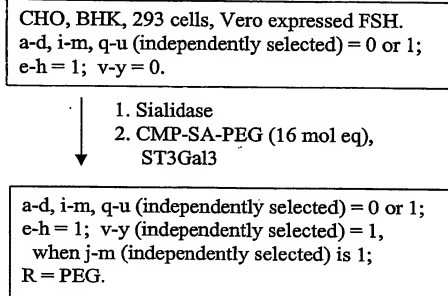 CHO, BHK, 293 cells, Vero expressed FSH.
a-d, i-m, q-u (independently selected) = 0 or 1;
e-h = 1; v-y = 0.
1. Sialidase
2. CMP-SA-PEG (16 mol eq),
ST3Gal3
a-d, i-m, q-u (independently selected) = 0 or 1;
e-h = 1; v-y (independently selected) = 1,
when j-m (independently selected) is 1;
R = PEG.